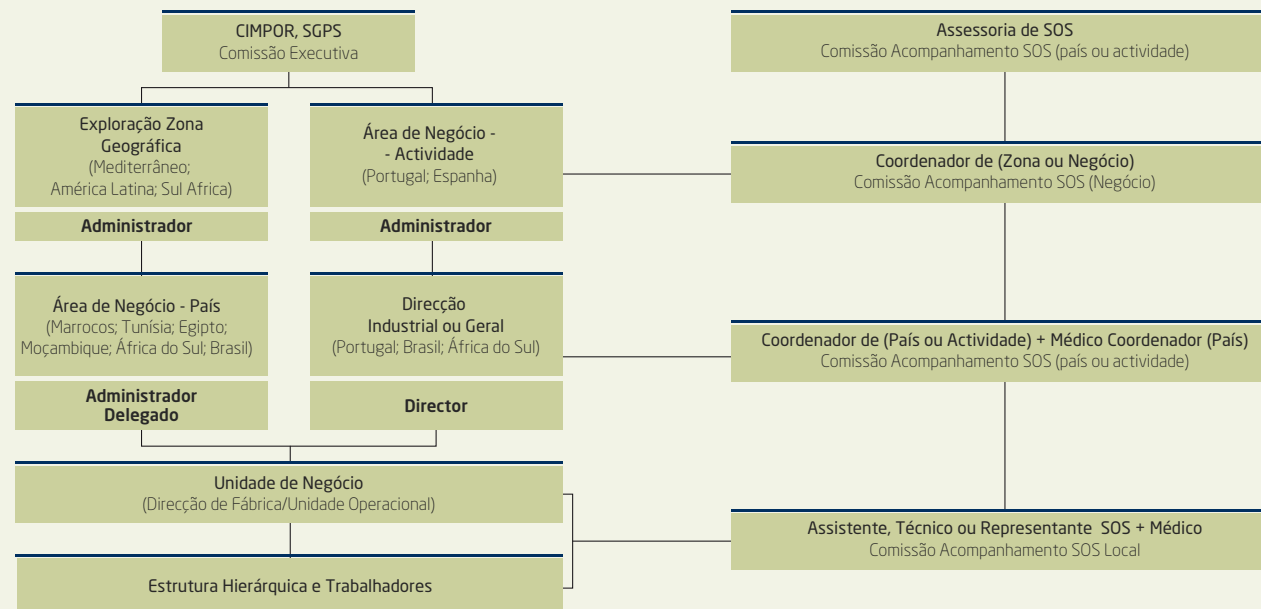 CIMPOR, SGPS
Comissão Executiva
Exploração Zona
Geográfica
(Mediterrâneo;
América Latina; Sul Africa)
Administrador
Área de Negócio -
- Actividade
(Portugal; Espanha)
Administrador
Área de Negócio - País
(Marrocos; Tunísia; Egipto;
Moçambique; África do Sul; Brasil)
Administrador
Delegado
Direcção
Industrial ou Geral
(Portugal; Brasil; África do Sul)
Director
Unidade de Negócio
(Direcção de Fábrica/Unidade Operacional)
Estrutura Hierárquica e Trabalhadores
Assessoria de SOS
Comissão Acompanhamento SOS (país ou actividade)
Coordenador de (Zona ou Negócio)
Comissão Acompanhamento SOS (Negócio)
Coordenador de (País ou Actividade) + Médico Coordenador (País)
Comissão Acompanhamento SOS (país ou actividade)
Assistente, Técnico ou Representante SOS + Médico
Comissão Acompanhamento SOS Local